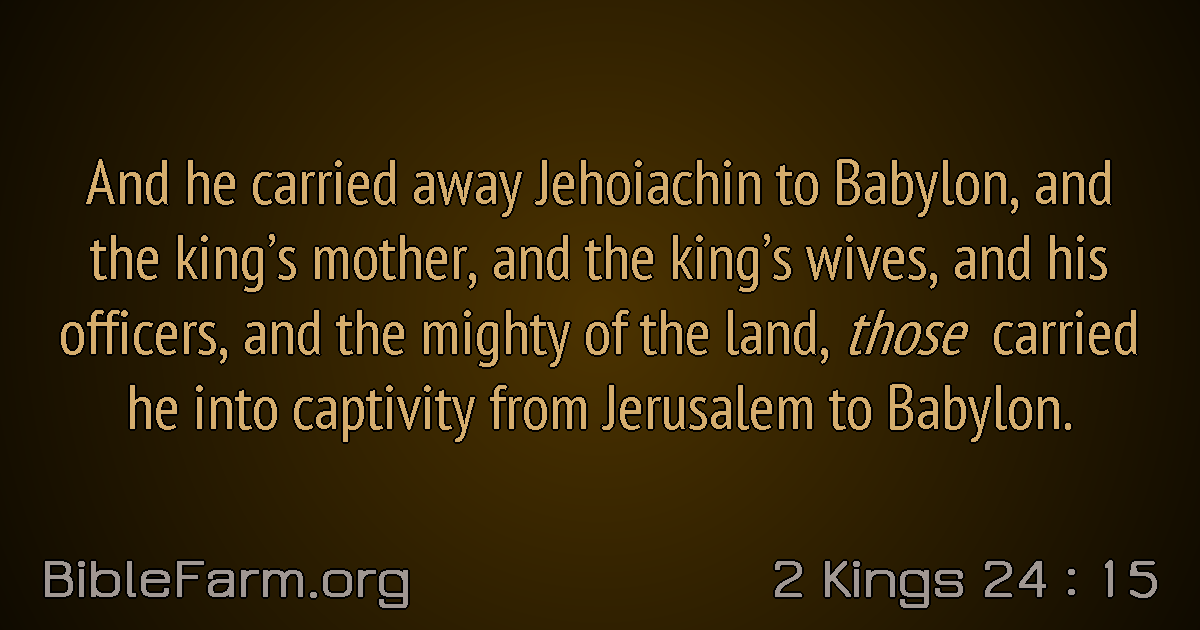 And he carried away Jehoiachin to Babylon, and
the king’s mother, and the king’s wives, and his
officers, and the mighty of the land, those carried
he into captivity from Jerusalem to Babylon.
BibleFarm.org
2 Kings 24 : 15